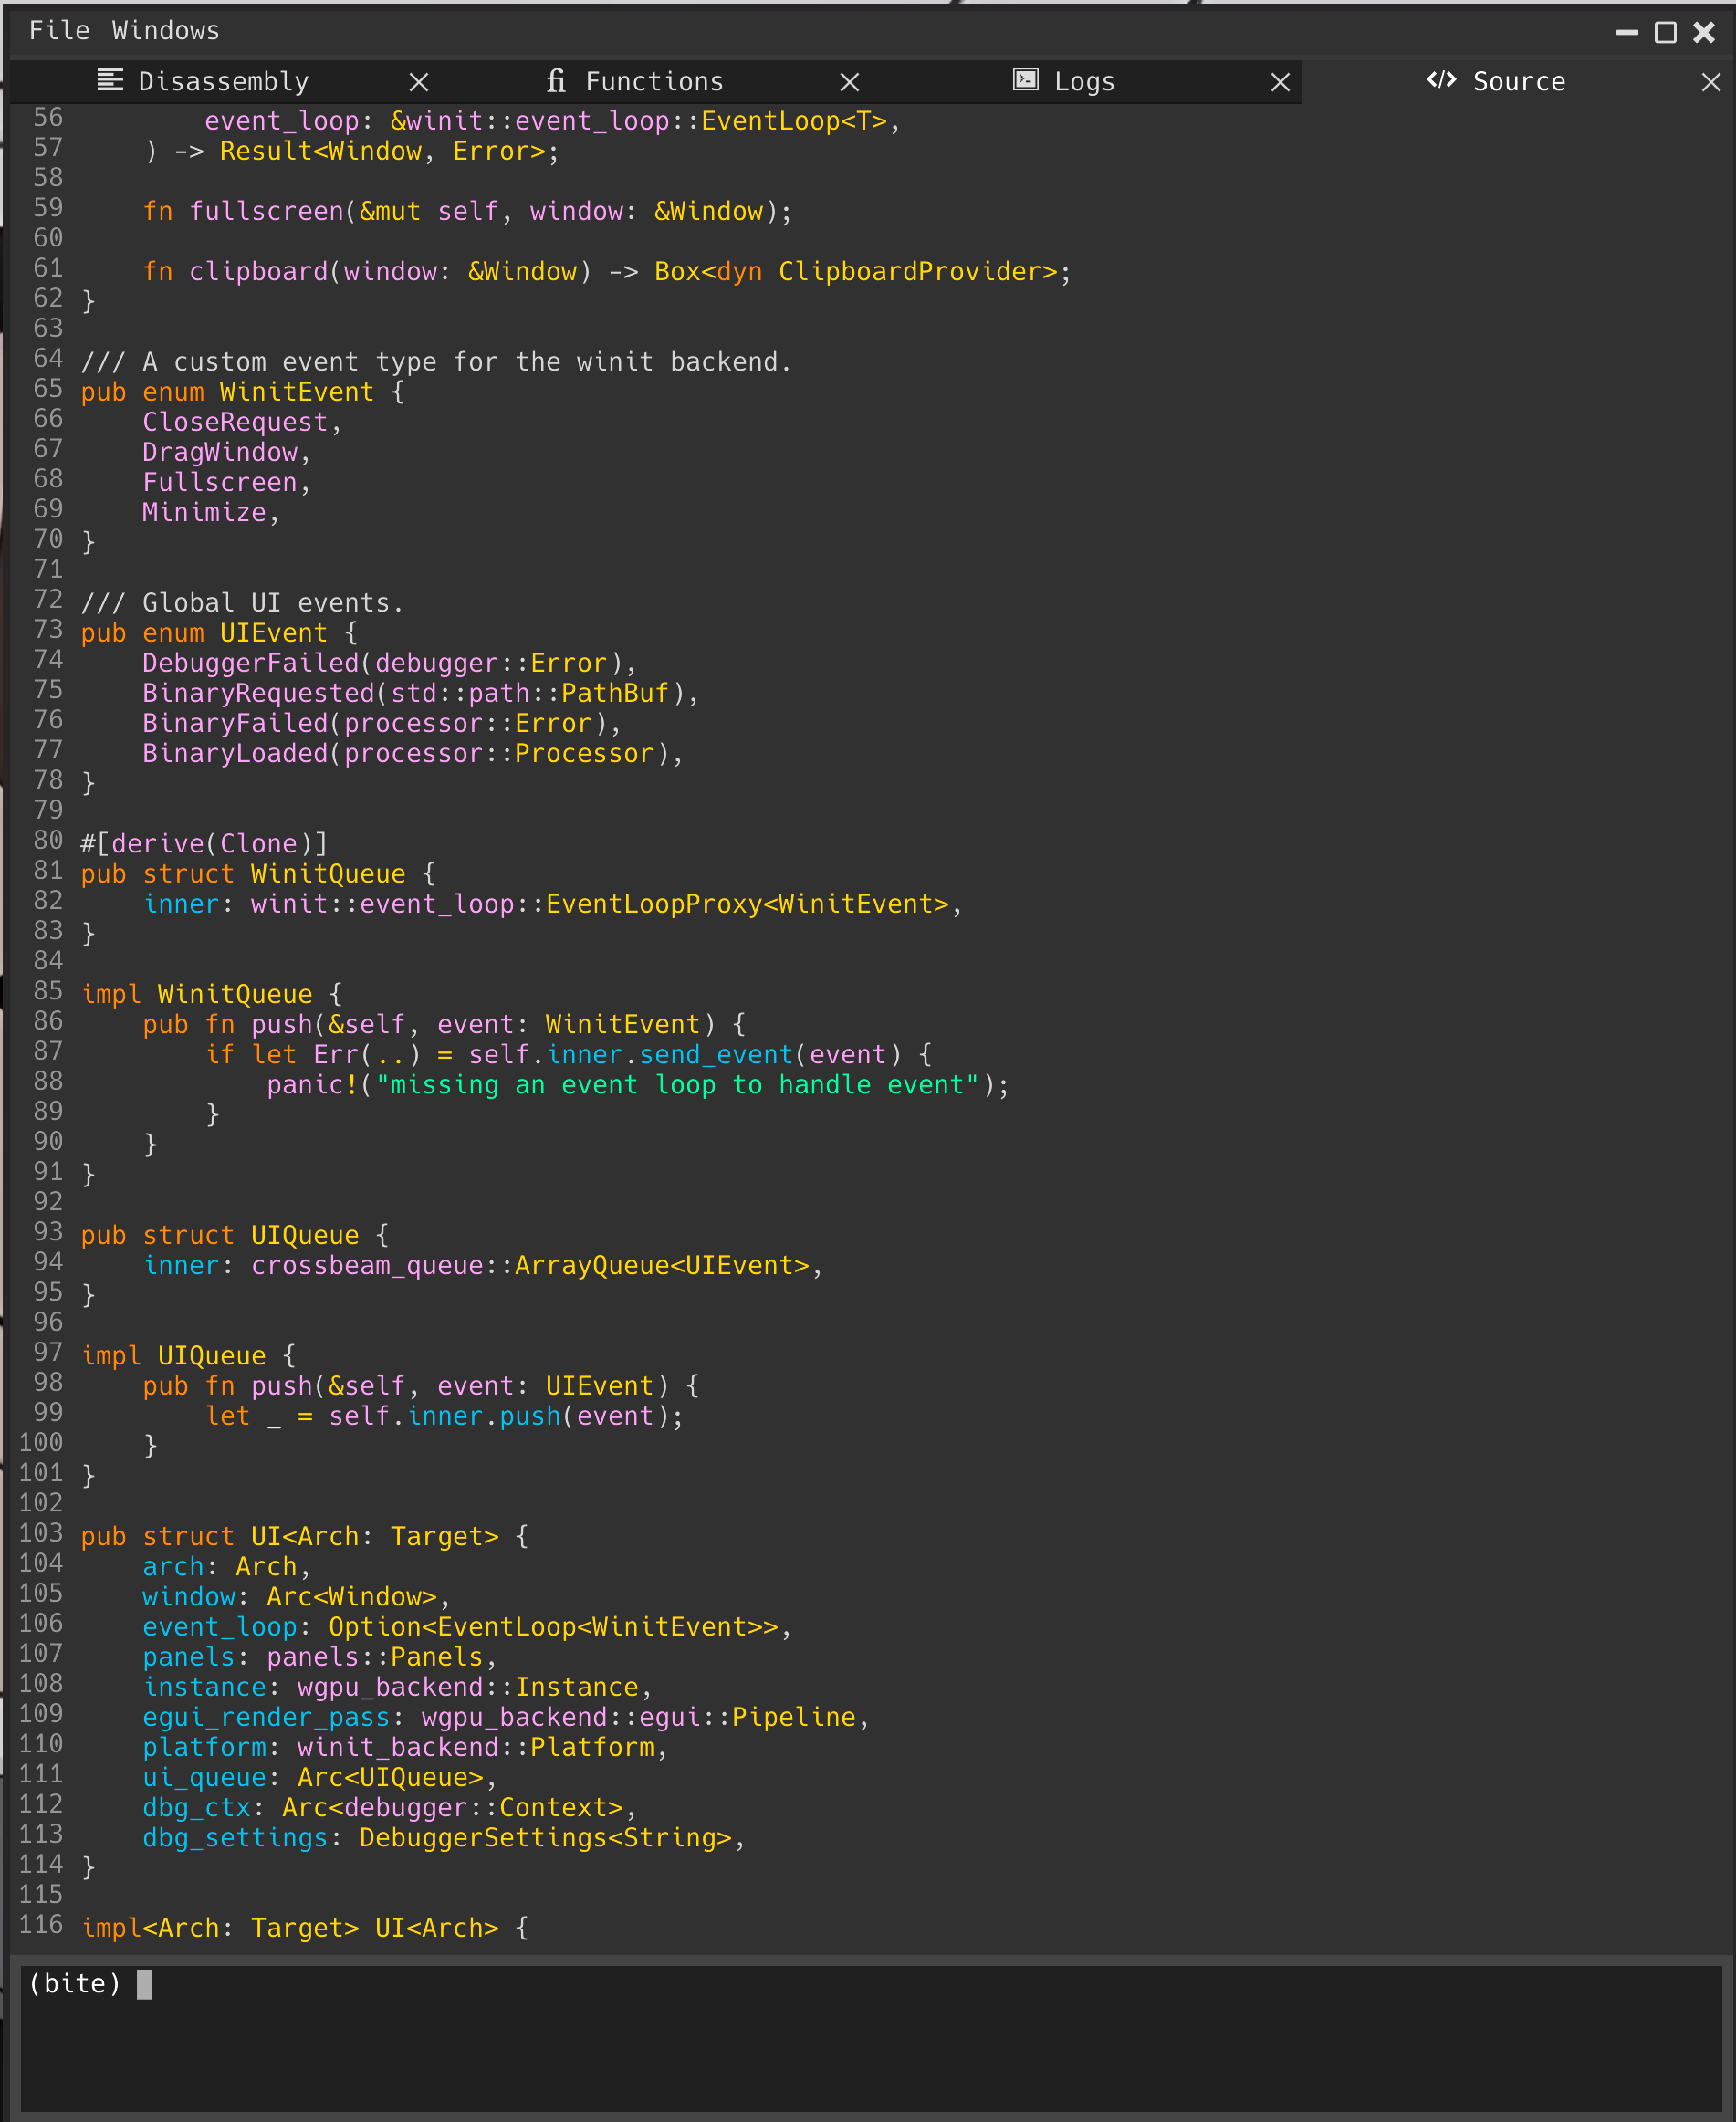 File Windows
Disassembly Functions Logs </> Source
56         event_loop: &winit::event_loop::EventLoop<T>,
57     ) -> Result<Window, Error>;
58
59     fn fullscreen(&mut self, window: &Window);
60
61     fn clipboard(window: &Window) -> Box<dyn ClipboardProvider>;
62 }
63
64 /// A custom event type for the winit backend.
65 pub enum WinitEvent {
66     CloseRequest,
67     DragWindow,
68     Fullscreen,
69     Minimize,
70 }
71
72 /// Global UI events.
73 pub enum UIEvent {
74     DebuggerFailed(debugger::Error),
75     BinaryRequested(std::path::PathBuf),
76     BinaryFailed(processor::Error),
77     BinaryLoaded(processor::Processor),
78 }
79
80 #[derive(Clone)]
81 pub struct WinitQueue {
82     inner: winit::event_loop::EventLoopProxy<WinitEvent>,
83 }
84
85 impl WinitQueue {
86     pub fn push(&self, event: WinitEvent) {
87         if let Err(..) = self.inner.send_event(event) {
88             panic!("missing an event loop to handle event");
89         }
90     }
91 }
92
93 pub struct UIQueue {
94     inner: crossbeam_queue::ArrayQueue<UIEvent>,
95 }
96
97 impl UIQueue {
98     pub fn push(&self, event: UIEvent) {
99         let _ = self.inner.push(event);
100     }
101 }
102
103 pub struct UI<Arch: Target> {
104     arch: Arch,
105     window: Arc<Window>,
106     event_loop: Option<EventLoop<WinitEvent>>,
107     panels: panels::Panels,
108     instance: wgpu_backend::Instance,
109     egui_render_pass: wgpu_backend::egui::Pipeline,
110     platform: winit_backend::Platform,
111     ui_queue: Arc<UIQueue>,
112     dbg_ctx: Arc<debugger::Context>,
113     dbg_settings: DebuggerSettings<String>,
114 }
115
116 impl<Arch: Target> UI<Arch> {
(bite)